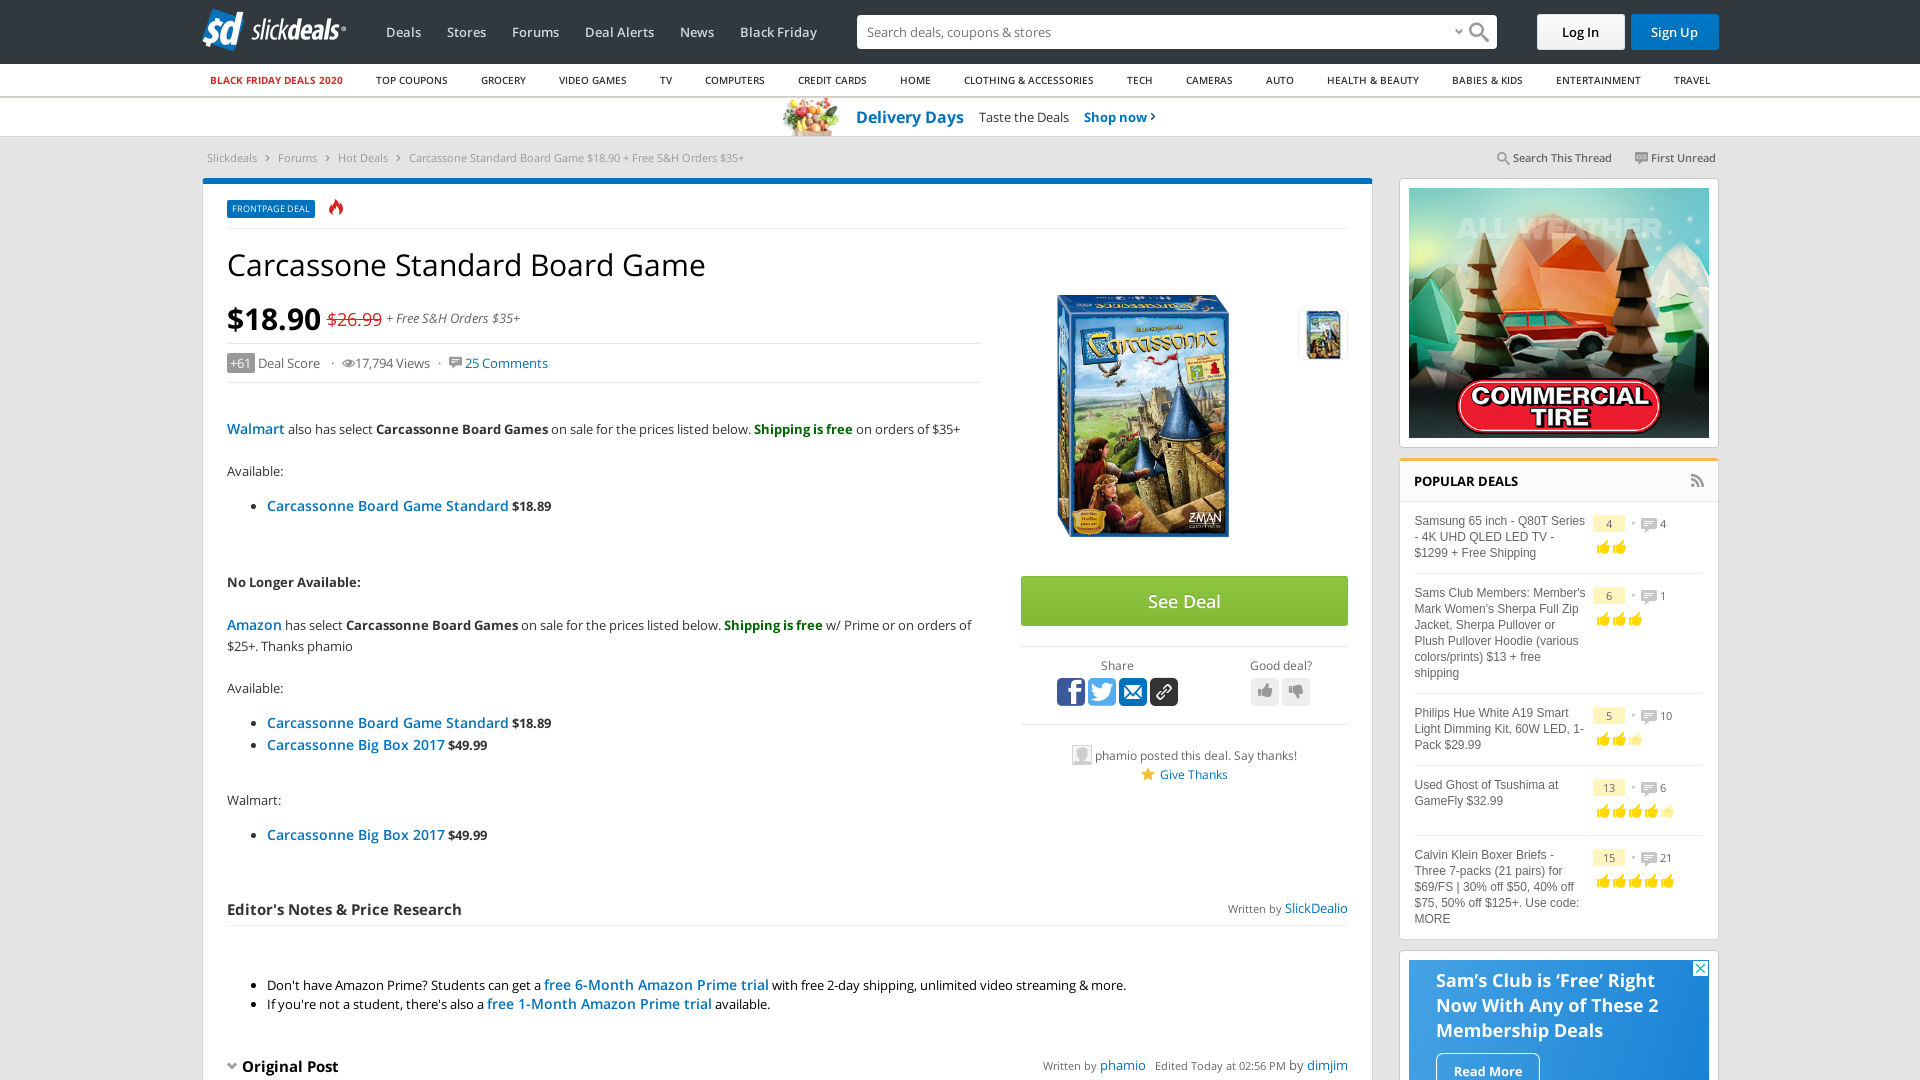 slickdeals
Deals
Stores
Forums
Deal Alerts
News
Black Friday
Search deals, coupons & stores
Log In
Sign Up
BLACK FRIDAY DEALS 2020
TOP COUPONS
GROCERY
VIDEO GAMES
TV
COMPUTERS
CREDIT CARDS
HOME
CLOTHING & ACCESSORIES
TECH
CAMERAS
AUTO
HEALTH & BEAUTY
BABIES & KIDS
ENTERTAINMENT
TRAVEL
Delivery Days Taste the Deals Shop now ›
Slickdeals › Forums › Hot Deals › Carcassone Standard Board Game $18.90 + Free S&H Orders $35+
Search This Thread
First Unread
FRONTPAGE DEAL
Carcassone Standard Board Game
$18.90 $26.99 + Free S&H Orders $35+
+61 Deal Score · 17,794 Views · 25 Comments
Walmart also has select Carcassonne Board Games on sale for the prices listed below. Shipping is free on orders of $35+
Available:
• Carcassonne Board Game Standard $18.89
No Longer Available:
Amazon has select Carcassonne Board Games on sale for the prices listed below. Shipping is free w/ Prime or on orders of
$25+. Thanks phamio
Available:
• Carcassonne Board Game Standard $18.89
• Carcassonne Big Box 2017 $49.99
Walmart:
• Carcassonne Big Box 2017 $49.99
Carcassonne
Z-MAN
games
See Deal
Share
Good deal?
phamio posted this deal. Say thanks!
Give Thanks
Editor's Notes & Price Research
Written by SlickDealio
• Don't have Amazon Prime? Students can get a free 6-Month Amazon Prime trial with free 2-day shipping, unlimited video streaming & more.
• If you're not a student, there's also a free 1-Month Amazon Prime trial available.
Original Post
Written by phamio Edited Today at 02:56 PM by dimjim
ALL WEATHER
COMMERCIAL
TIRE
POPULAR DEALS
Samsung 65 inch - Q80T Series
- 4K UHD QLED LED TV -
$1299 + Free Shipping
4 • 4
Sams Club Members: Member's
Mark Women's Sherpa Full Zip
Jacket, Sherpa Pullover or
Plush Pullover Hoodie (various
colors/prints) $13 + free
shipping
6 • 1
Philips Hue White A19 Smart
Light Dimming Kit, 60W LED, 1-
Pack $29.99
5 • 10
Used Ghost of Tsushima at
GameFly $32.99
13 • 6
Calvin Klein Boxer Briefs -
Three 7-packs (21 pairs) for
$69/FS | 30% off $50, 40% off
$75, 50% off $125+. Use code:
MORE
15 • 21
Sam's Club is ‘Free’ Right
Now With Any of These 2
Membership Deals
Read More